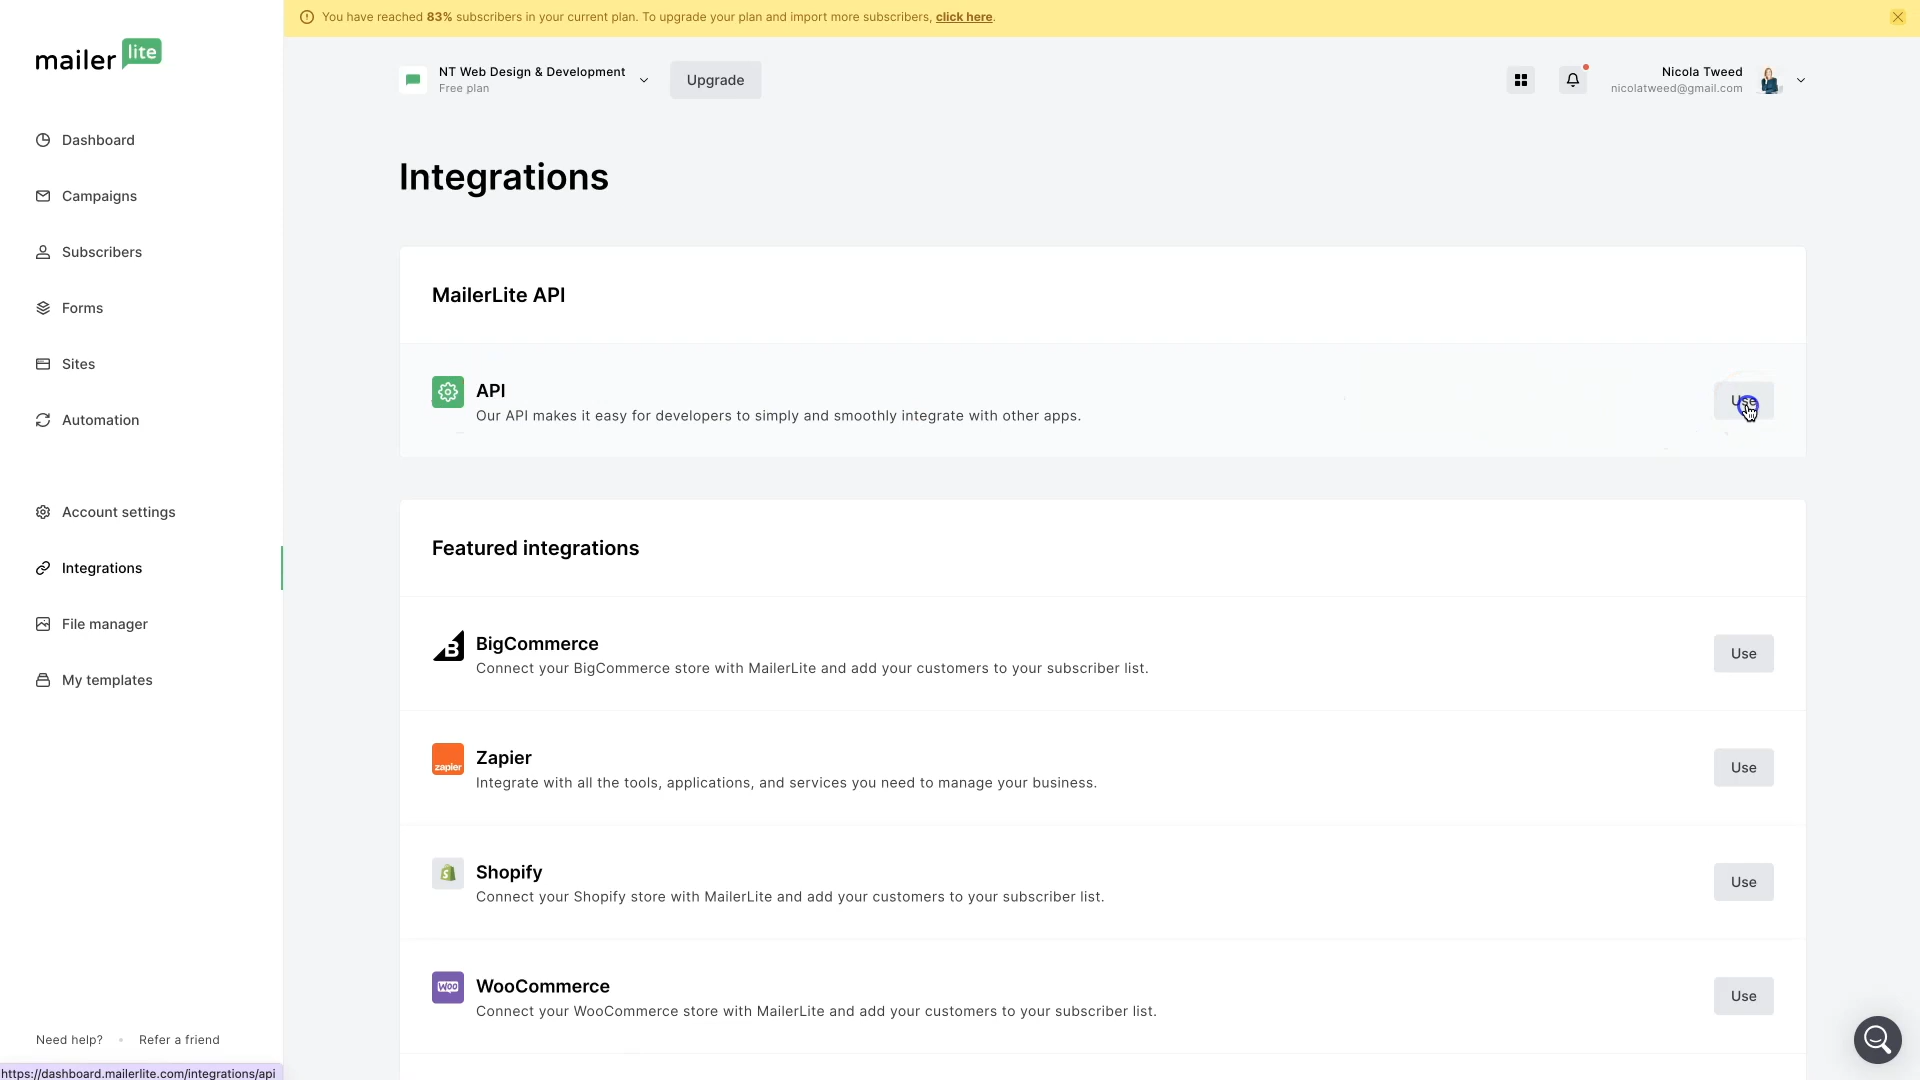 You have reached 83% subscribers in your current plan. To upgrade your plan and import more subscribers, click here.
mailer lite
NT Web Design & Development
Free plan
Upgrade
Nicola Tweed
nicolatweed@gmail.com
Dashboard
Campaigns
Subscribers
Forms
Sites
Automation
Account settings
Integrations
File manager
My templates
Need help? • Refer a friend
https://dashboard.mailerlite.com/integrations/api
Integrations
MailerLite API
API
Our API makes it easy for developers to simply and smoothly integrate with other apps.
Use
Featured integrations
B
BigCommerce
Connect your BigCommerce store with MailerLite and add your customers to your subscriber list.
Use
zapier
Zapier
Integrate with all the tools, applications, and services you need to manage your business.
Use
S
Shopify
Connect your Shopify store with MailerLite and add your customers to your subscriber list.
Use
Woo
WooCommerce
Connect your WooCommerce store with MailerLite and add your customers to your subscriber list.
Use